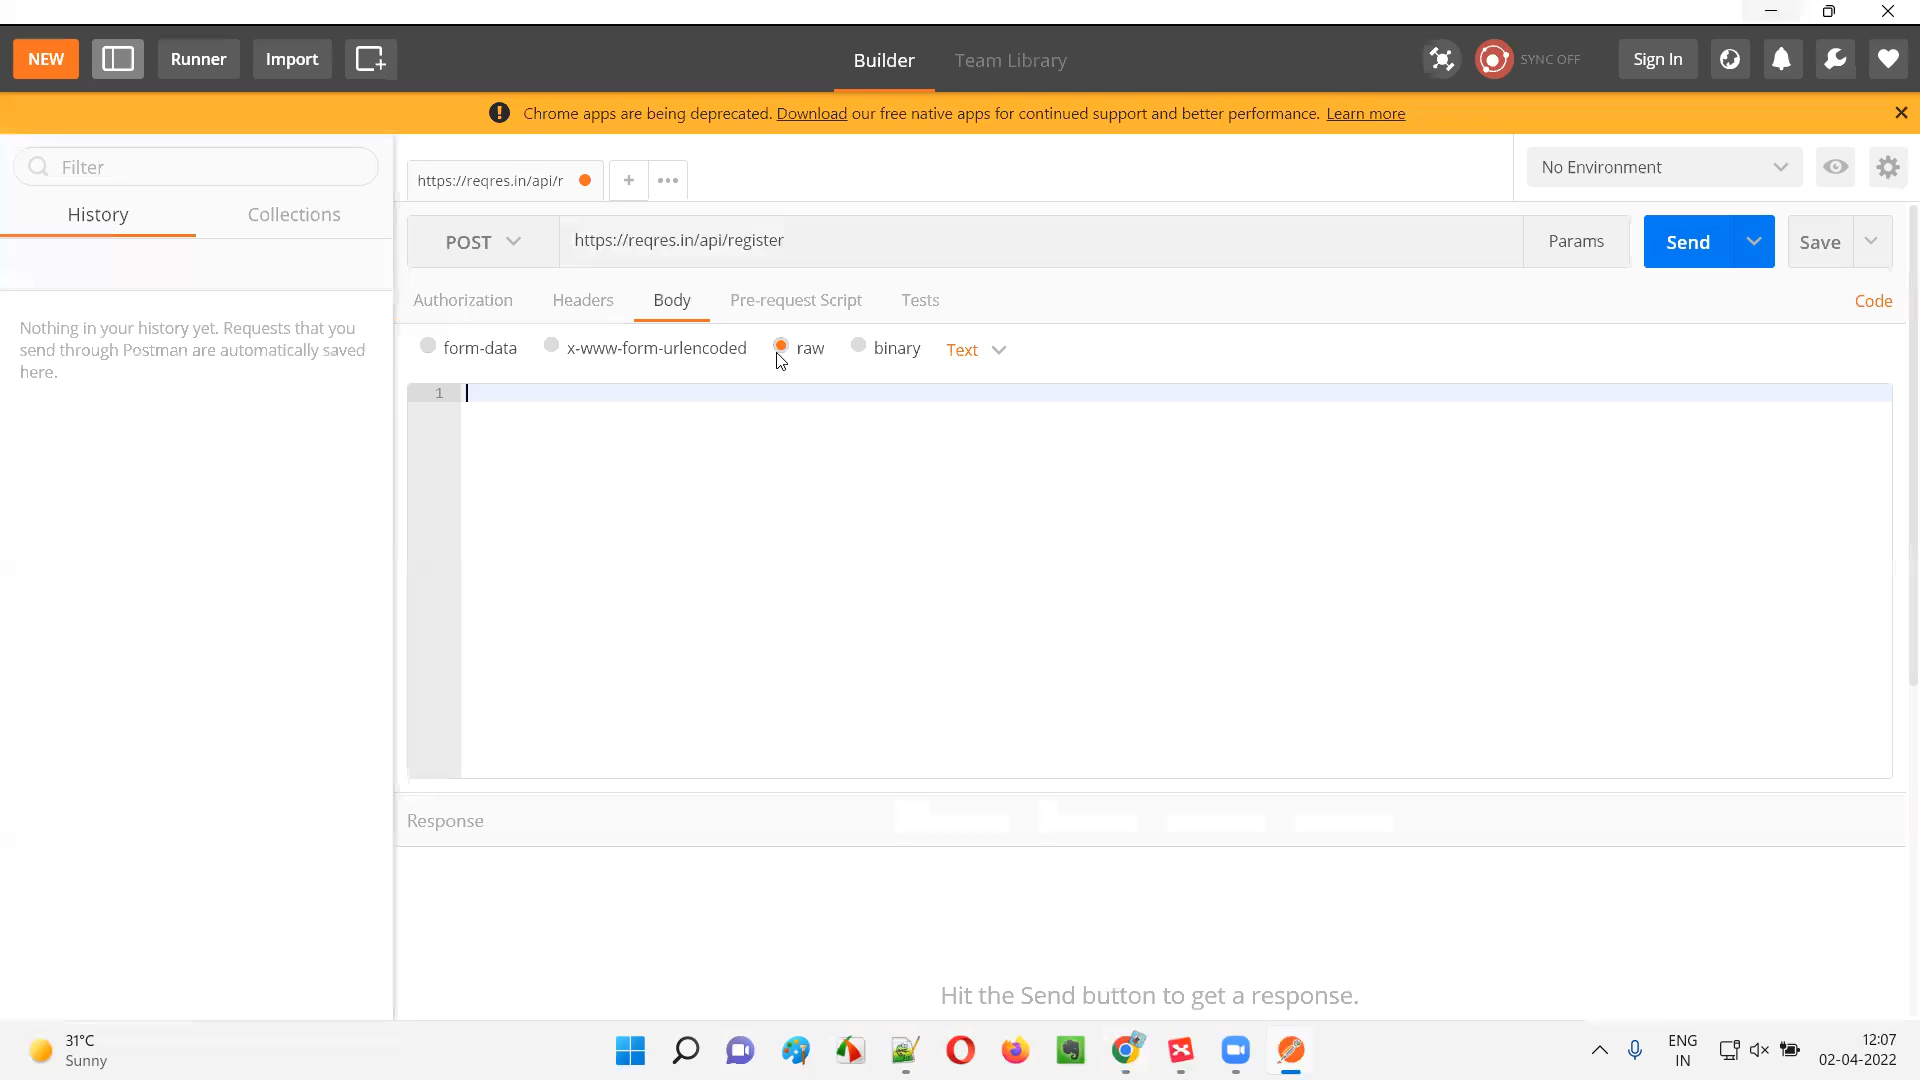 NEW
Runner
Import
Builder
Team Library
SYNC OFF
Sign In
Chrome apps are being deprecated. Download our free native apps for continued support and better performance. Learn more
Filter
History
Collections
Nothing in your history yet. Requests that you
send through Postman are automatically saved
here.
https://reqres.in/api/r
No Environment
POST
https://reqres.in/api/register
Params
Send
Save
Authorization
Headers
Body
Pre-request Script
Tests
Code
form-data
x-www-form-urlencoded
raw
binary
Text
1
Response
Hit the Send button to get a response.
31°C
Sunny
ENG
IN
12:07
02-04-2022